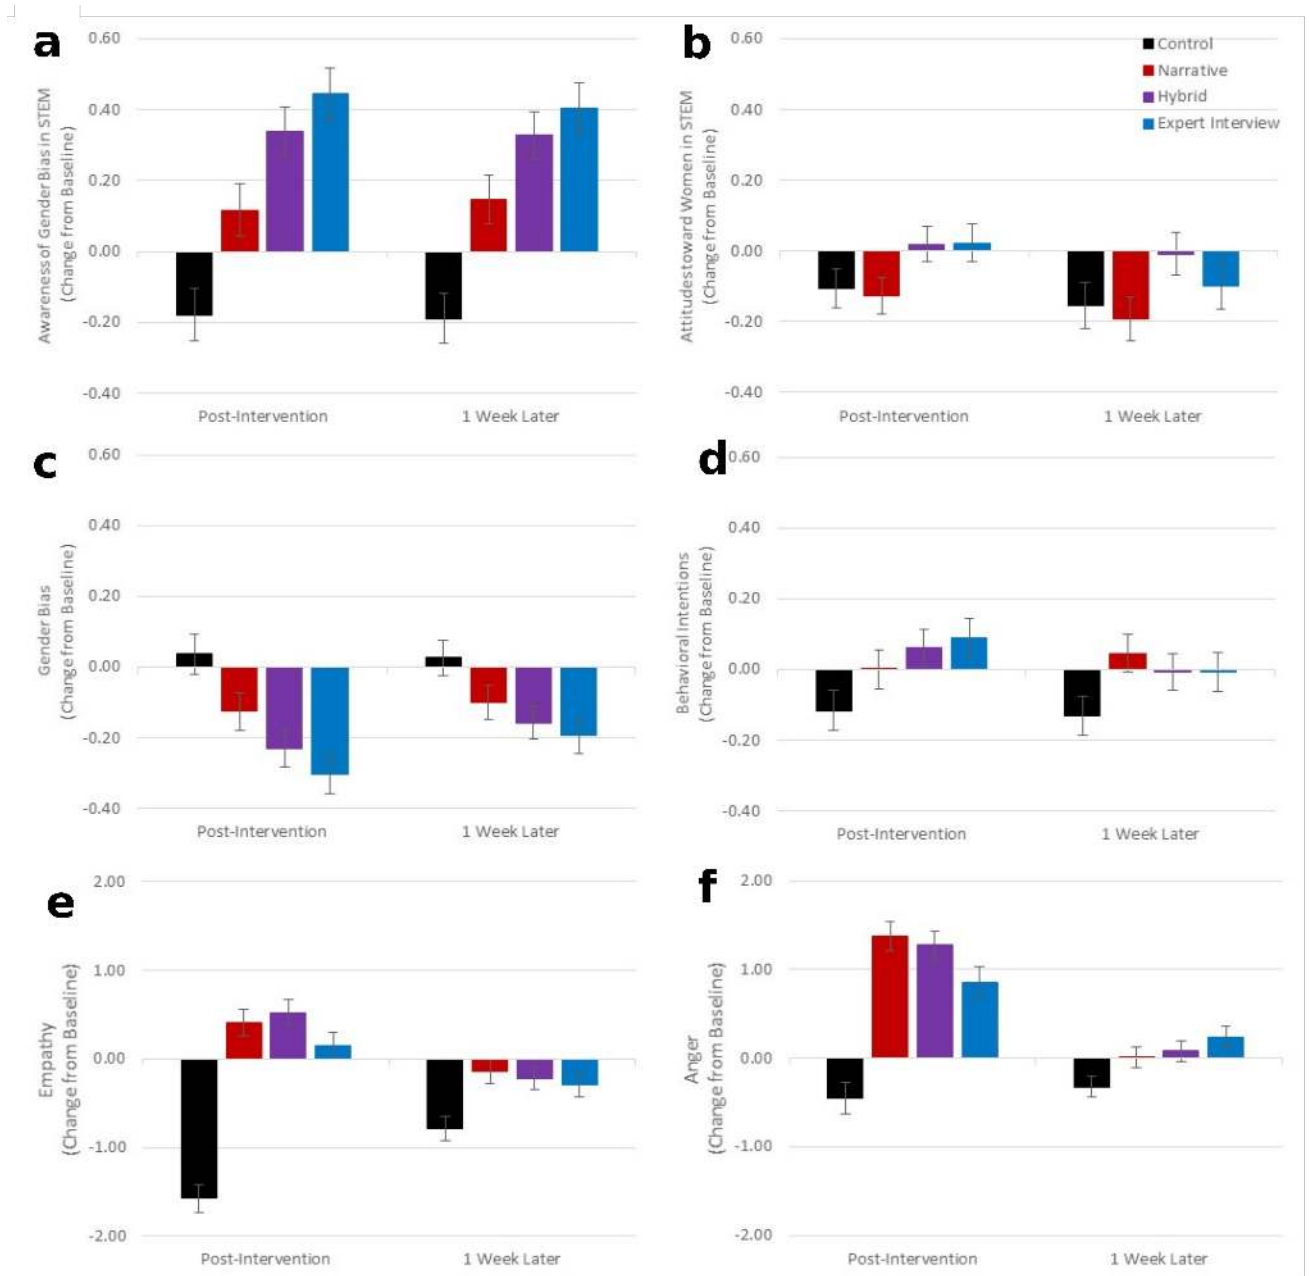 a
0.60
0.40
0.20
0.00
-0.20
-0.40
Awareness of Gender Bias in STEM
(Change from Baseline)
Post-Intervention
1 Week Later
b
0.60
0.40
0.20
0.00
-0.20
-0.40
Attitudes toward Women in STEM
(Change from Baseline)
Control
Narrative
Hybrid
Expert Interview
Post-Intervention
1 Week Later
c
0.60
0.40
0.20
0.00
-0.20
-0.40
Gender Bias
(Change from Baseline)
Post-Intervention
1 Week Later
d
0.60
0.40
0.20
0.00
-0.20
-0.40
Behavioral Intentions
(Change from Baseline)
Post-Intervention
1 Week Later
e
2.00
1.00
0.00
-1.00
-2.00
Empathy
(Change from Baseline)
Post-Intervention
1 Week Later
f
2.00
1.00
0.00
-1.00
-2.00
Anger
(Change from Baseline)
Post-Intervention
1 Week Later